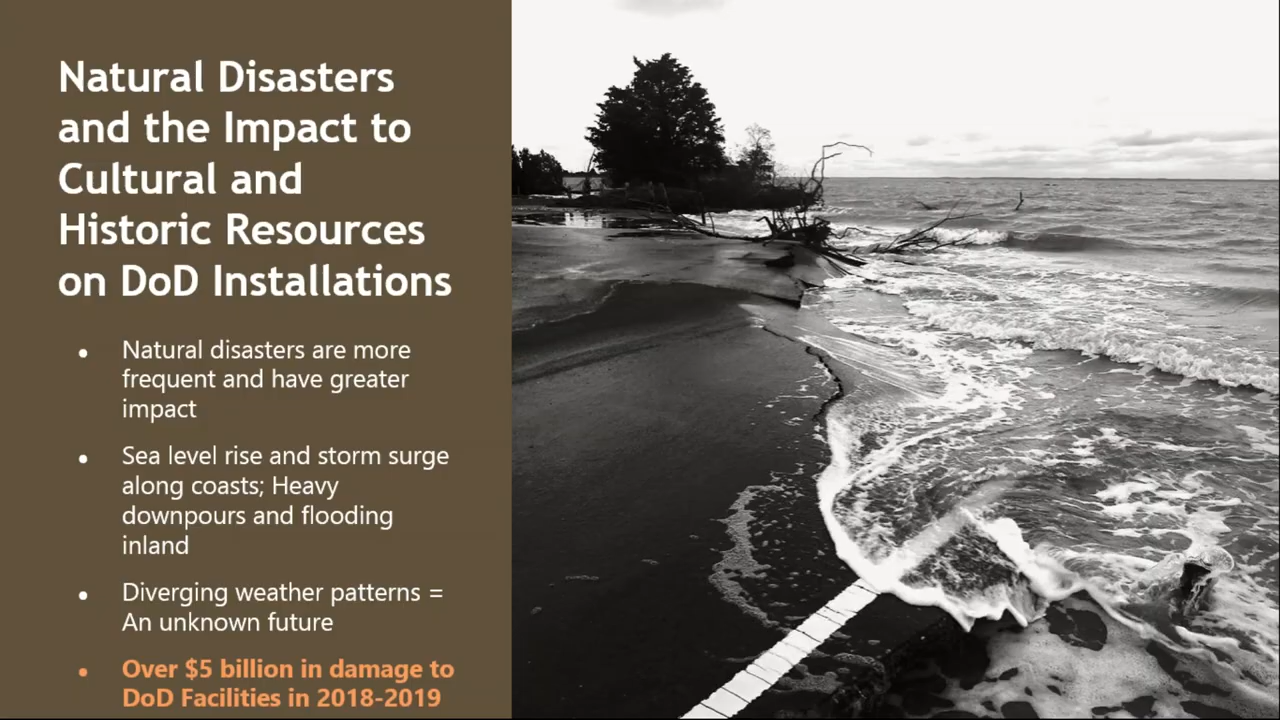 Natural Disasters
and the Impact to
Cultural and
Historic Resources
on DoD Installations
• Natural disasters are more
frequent and have greater
impact
• Sea level rise and storm surge
along coasts; Heavy
downpours and flooding
inland
• Diverging weather patterns =
An unknown future
• Over $5 billion in damage to
DoD Facilities in 2018-2019